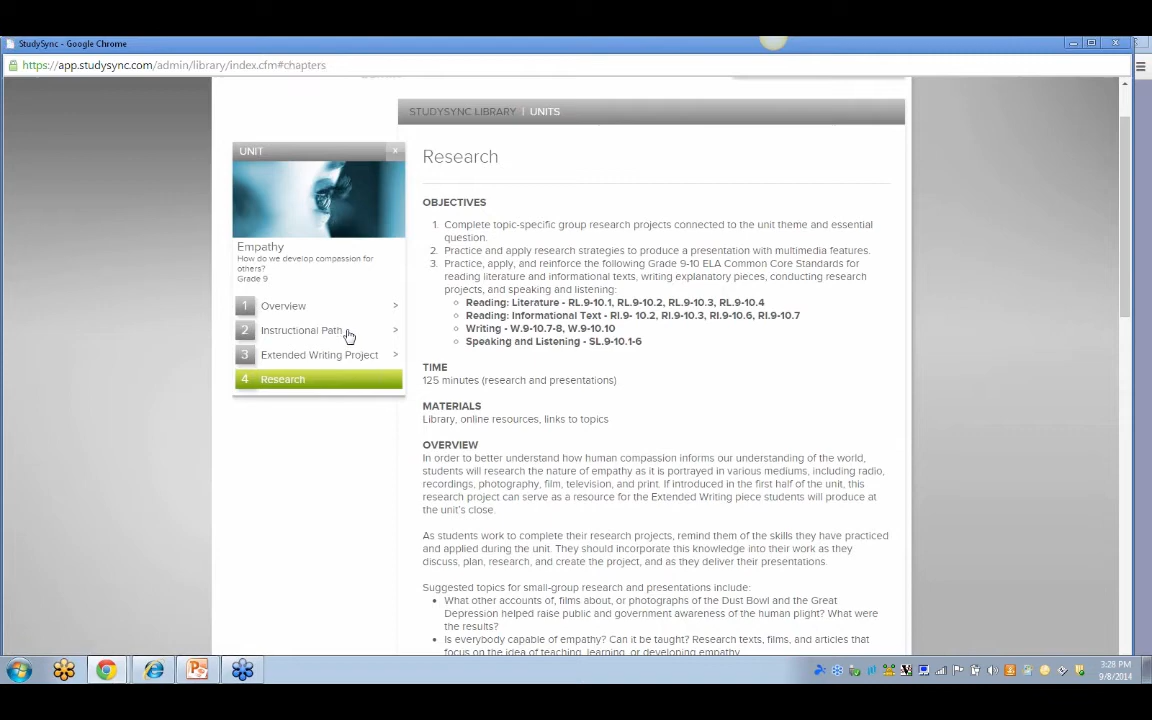 StudySync - Google Chrome
https://app.studysync.com/admin/library/index.cfm#chapters
STUDYSYNC LIBRARY | UNITS
UNIT ×
Empathy
How do we develop compassion for
others?
Grade 9
1 Overview >
2 Instructional Path >
3 Extended Writing Project >
4 Research
Research
OBJECTIVES
1. Complete topic-specific group research projects connected to the unit theme and essential
question.
2. Practice and apply research strategies to produce a presentation with multimedia features.
3. Practice, apply, and reinforce the following Grade 9-10 ELA Common Core Standards for
reading literature and informational texts, writing explanatory pieces, conducting research
projects, and speaking and listening:
Reading: Literature - RL.9-10.1, RL.9-10.2, RL.9-10.3, RL.9-10.4
Reading: Informational Text - RI.9- 10.2, RI.9-10.3, RI.9-10.6, RI.9-10.7
Writing - W.9-10.7-8, W.9-10.10
Speaking and Listening - SL.9-10.1-6
TIME
125 minutes (research and presentations)
MATERIALS
Library, online resources, links to topics
OVERVIEW
In order to better understand how human compassion informs our understanding of the world,
students will research the nature of empathy as it is portrayed in various mediums, including radio,
recordings, photography, film, television, and print. If introduced in the first half of the unit, this
research project can serve as a resource for the Extended Writing piece students will produce at
the unit's close.
As students work to complete their research projects, remind them of the skills they have practiced
and applied during the unit. They should incorporate this knowledge into their work as they
discuss, plan, research, and create the project, and as they deliver their presentations.
Suggested topics for small-group research and presentations include:
• What other accounts of, films about, or photographs of the Dust Bowl and the Great
Depression helped raise public and government awareness of the human plight? What were
the results?
• Is everybody capable of empathy? Can it be taught? Research texts, films, and articles that
focus on the idea of teaching, learning, or developing empathy.
3:28 PM
9/8/2014